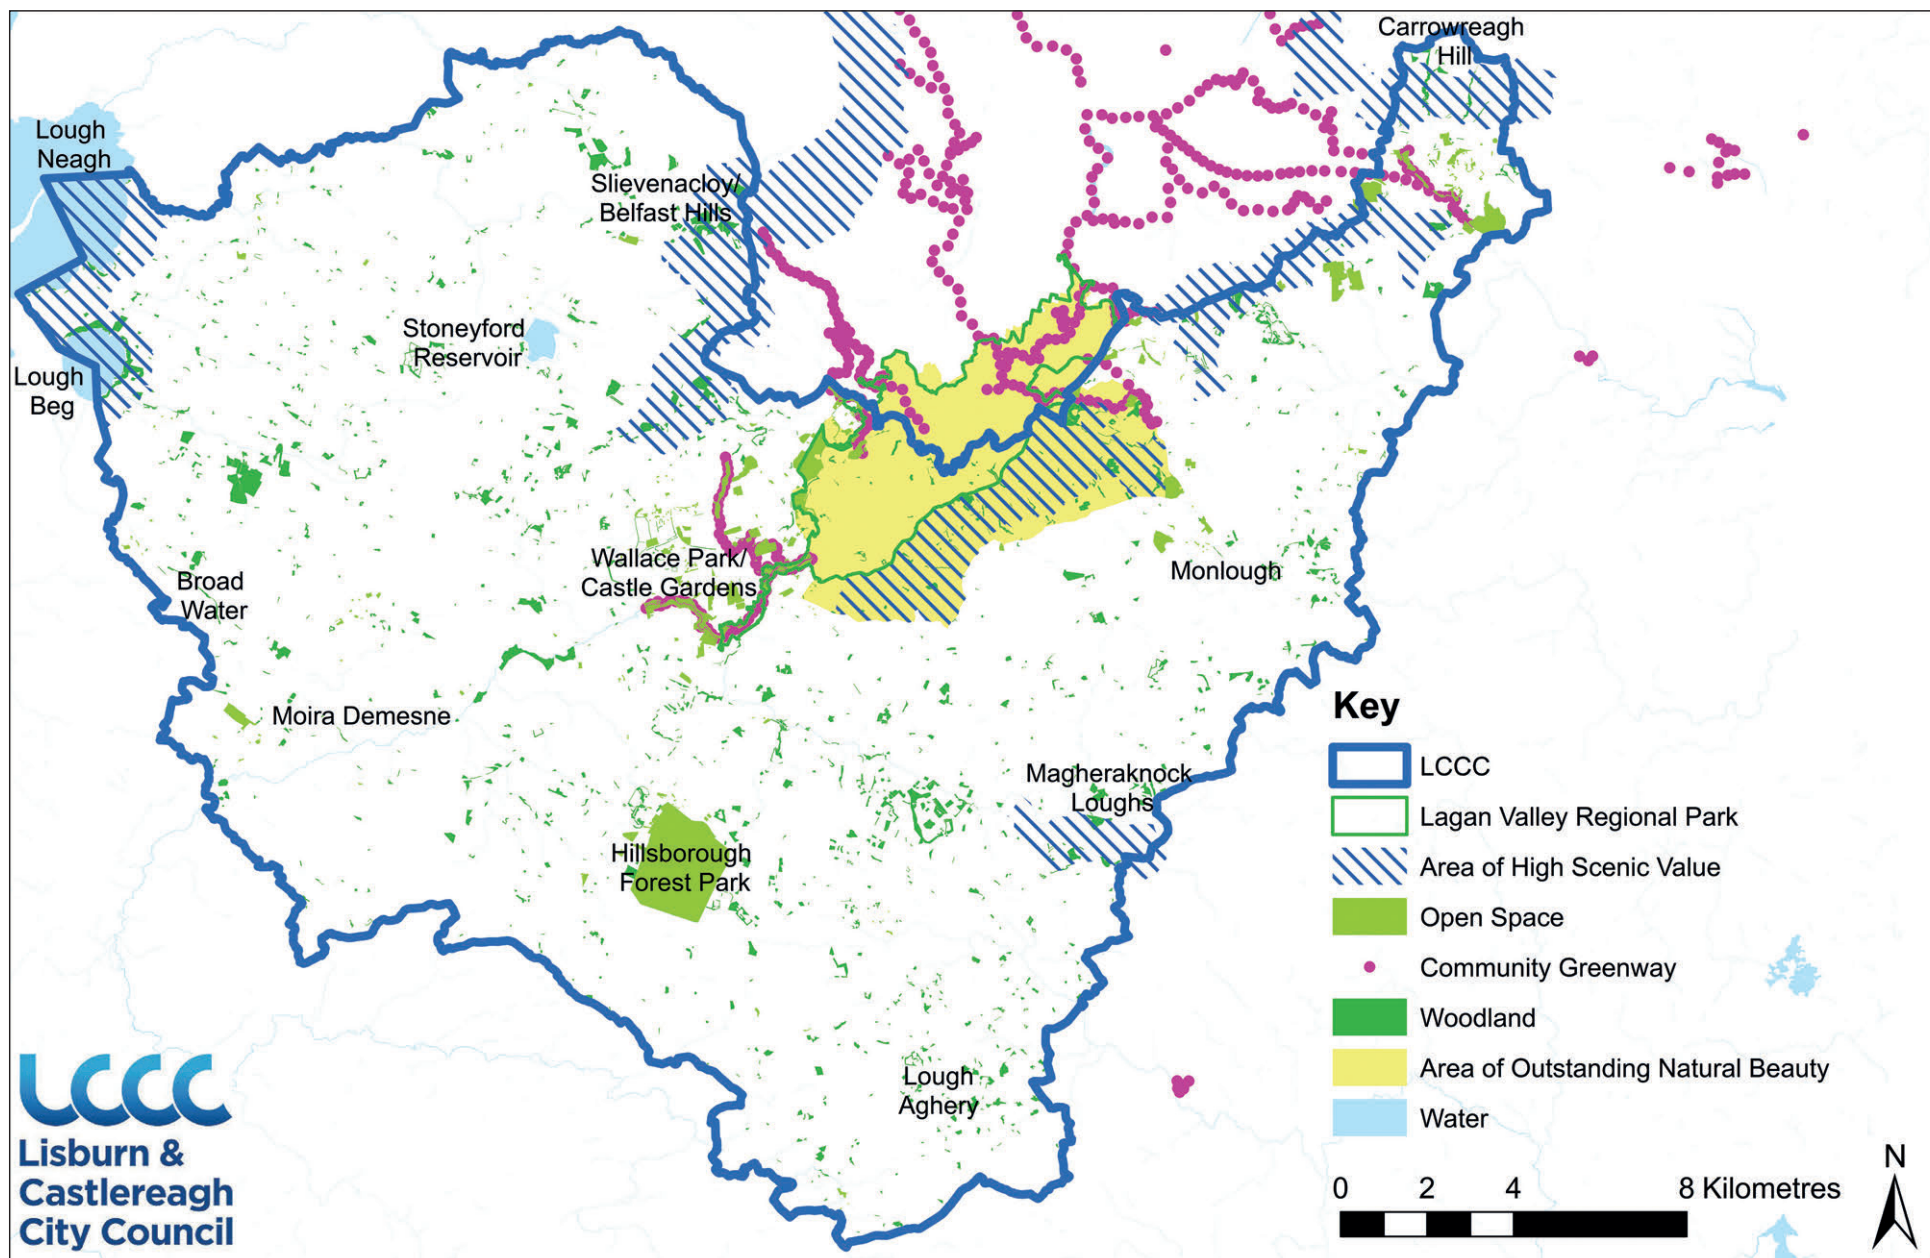 Carrowreagh
Hill
Lough
Neagh
Slievenacloy/
Belfast Hills
Stoneyford
Reservoir
Lough
Beg
Wallace Park/
Castle Gardens
Monlough
Broad
Water
Moira Demesne
Magheraknock
Loughs
Hillsborough
Forest Park
Lough
Aghery
Key
LCCC
Lagan Valley Regional Park
Area of High Scenic Value
Open Space
Community Greenway
Woodland
Area of Outstanding Natural Beauty
Water
0 2 4 8 Kilometres
N
LCCC
Lisburn &
Castlereagh
City Council